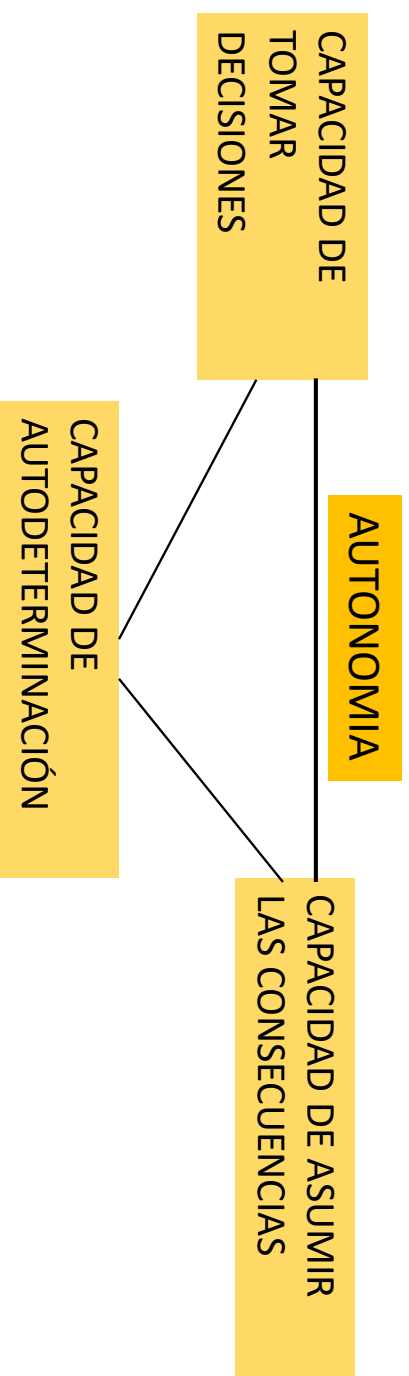 AUTONOMIA
CAPACIDAD DE
TOMAR
DECISIONES
CAPACIDAD DE ASUMIR
LAS CONSECUENCIAS
CAPACIDAD DE
AUTODETERMINACIÓN